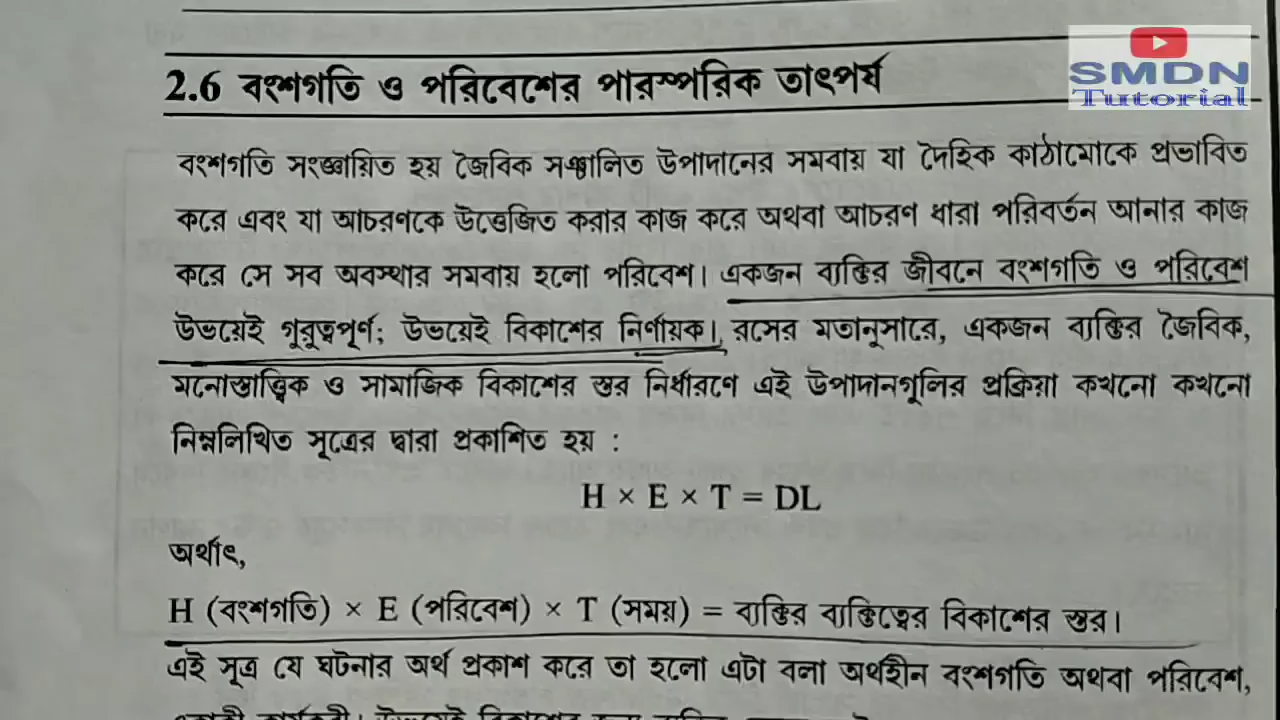 SMDN
Tutorial
2.6 বংশগতি ও পরিবেশের পারস্পরিক তাৎপর্য
বংশগতি সংজ্ঞায়িত হয় জৈবিক সঞ্চালিত উপাদানের সমবায় যা দৈহিক কাঠামোকে প্রভাবিত
করে এবং যা আচরণকে উত্তেজিত করার কাজ করে অথবা আচরণ ধারা পরিবর্তন আনার কাজ
করে সে সব অবস্থার সমবায় হলো পরিবেশ। একজন ব্যক্তির জীবনে বংশগতি ও পরিবেশ
উভয়েই গুরুত্বপূর্ণ; উভয়েই বিকাশের নির্ণায়ক। রসের মতানুসারে, একজন ব্যক্তির জৈবিক,
মনোস্তাত্ত্বিক ও সামাজিক বিকাশের স্তর নির্ধারণে এই উপাদানগুলির প্রক্রিয়া কখনো কখনো
নিম্নলিখিত সূত্রের দ্বারা প্রকাশিত হয় :
H × E × T = DL
অর্থাৎ,
H (বংশগতি) × E (পরিবেশ) × T (সময়) = ব্যক্তির ব্যক্তিত্বের বিকাশের স্তর।
এই সূত্র যে ঘটনার অর্থ প্রকাশ করে তা হলো এটা বলা অর্থহীন বংশগতি অথবা পরিবেশ,